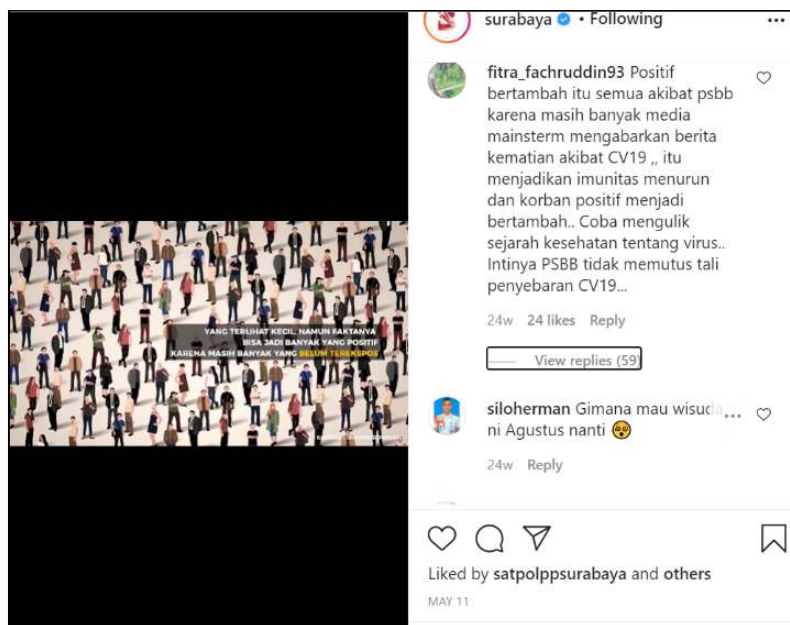 surabaya • Following
fitra_fachruddin93 Positif
bertambah itu semua akibat psbb
karena masih banyak media
mainsterm mengabarkan berita
kematian akibat CV19 ,, itu
menjadikan imunitas menurun
dan korban positif menjadi
bertambah.. Coba mengulik
sejarah kesehatan tentang virus..
Intinya PSBB tidak memutus tali
penyebaran CV19...
24w 24 likes Reply
View replies (59)
YANG TERLIHAT KECIL, NAMUN FAKTANYA
BISA JADI BANYAK YANG POSITIF
KARENA MASIH BANYAK YANG BELUM TEREKSPOS
siloherman Gimana mau wisuda
ni Agustus nanti 😵
24w Reply
Liked by satpolppsurabaya and others
MAY 11